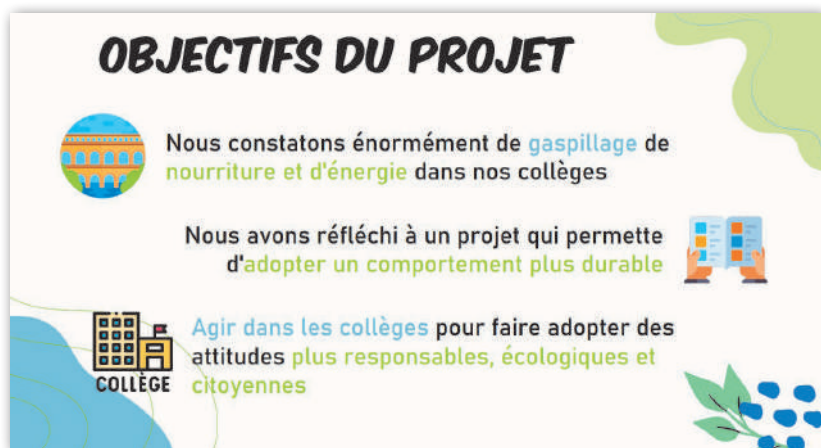 OBJECTIFS DU PROJET
Nous constatons énormément de gaspillage de
nourriture et d'énergie dans nos collèges
Nous avons réfléchi à un projet qui permette
d'adopter un comportement plus durable
Agir dans les collèges pour faire adopter des
attitudes plus responsables, écologiques et
citoyennes
COLLÈGE